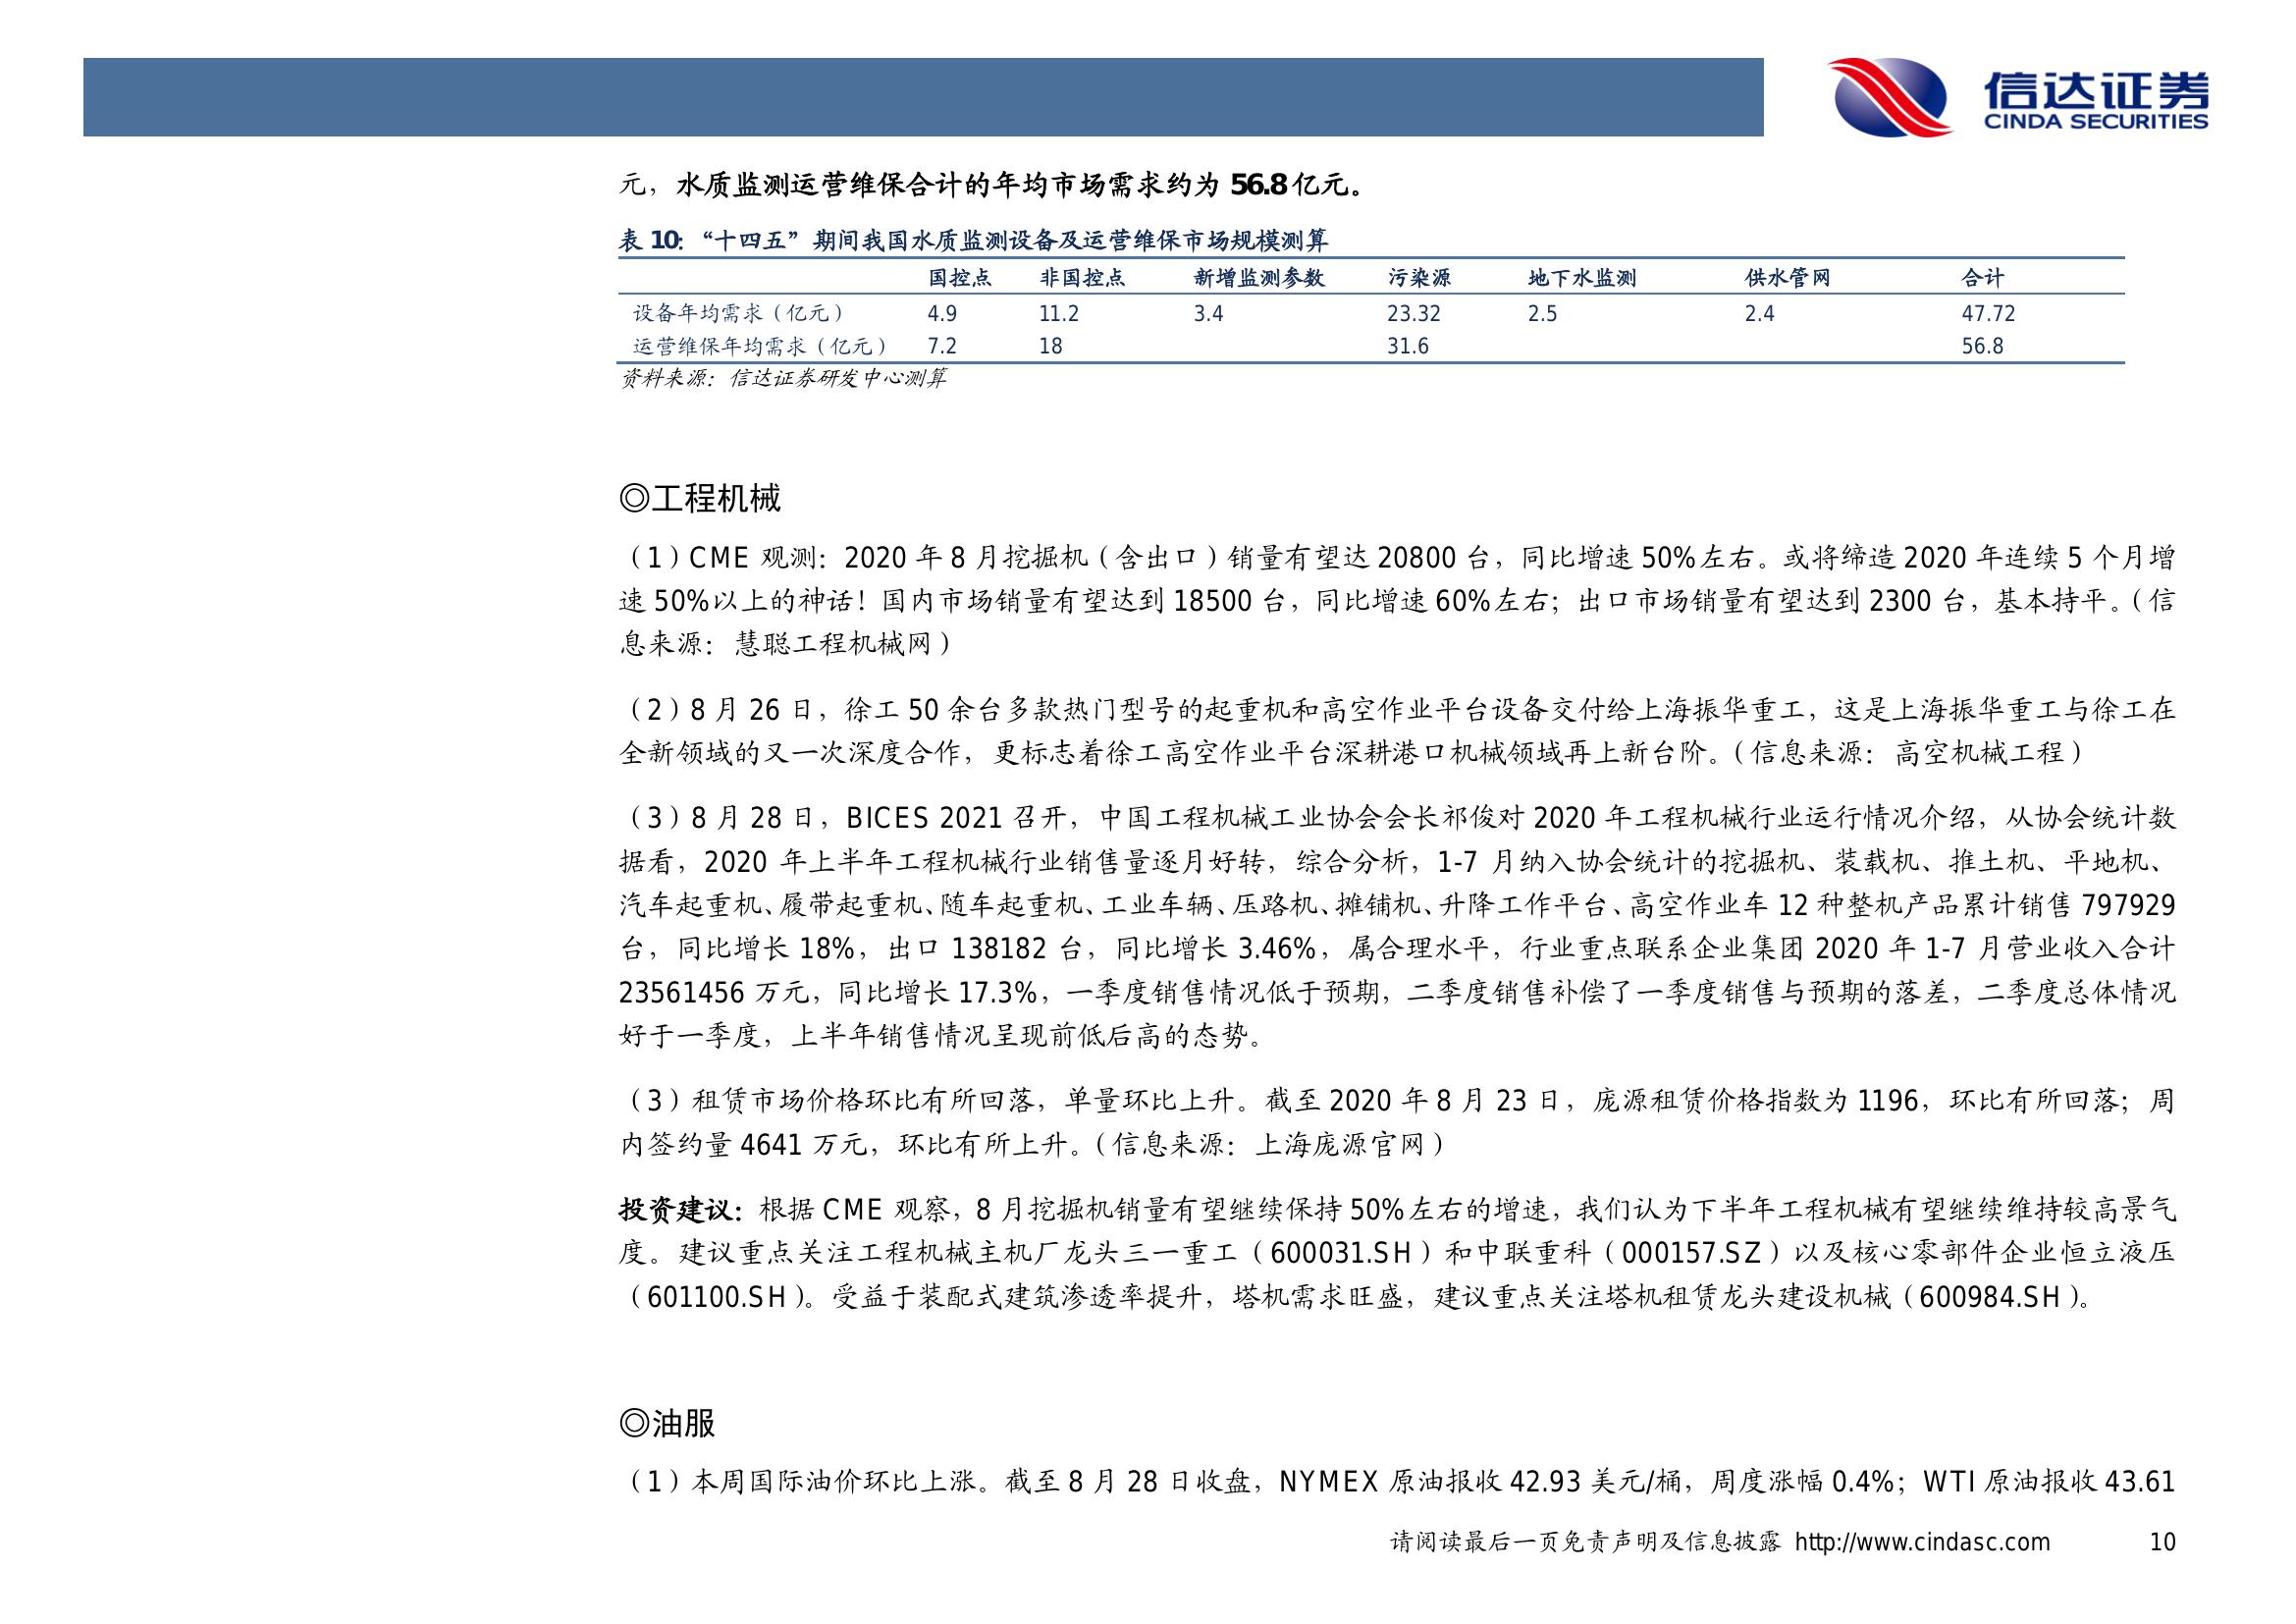 信达证券
CINDA SECURITIES
元，水质监测运营维保合计的年均市场需求约为 56.8 亿元。
表 10：“十四五”期间我国水质监测设备及运营维保市场规模测算
国控点 非国控点 新增监测参数 污染源 地下水监测 供水管网 合计
设备年均需求（亿元） 4.9 11.2 3.4 23.32 2.5 2.4 47.72
运营维保年均需求（亿元） 7.2 18 31.6 56.8
资料来源：信达证券研发中心测算
◎工程机械
（1）CME 观测：2020 年 8 月挖掘机（含出口）销量有望达 20800 台，同比增速 50%左右。或将缔造 2020 年连续 5 个月增
速 50%以上的神话！国内市场销量有望达到 18500 台，同比增速 60%左右；出口市场销量有望达到 2300 台，基本持平。（信
息来源：慧聪工程机械网）
（2）8 月 26 日，徐工 50 余台多款热门型号的起重机和高空作业平台设备交付给上海振华重工，这是上海振华重工与徐工在
全新领域的又一次深度合作，更标志着徐工高空作业平台深耕港口机械领域再上新台阶。（信息来源：高空机械工程）
（3）8 月 28 日，BICES 2021 召开，中国工程机械工业协会会长祁俊对 2020 年工程机械行业运行情况介绍，从协会统计数
据看，2020 年上半年工程机械行业销售量逐月好转，综合分析，1-7 月纳入协会统计的挖掘机、装载机、推土机、平地机、
汽车起重机、履带起重机、随车起重机、工业车辆、压路机、摊铺机、升降工作平台、高空作业车 12 种整机产品累计销售 797929
台，同比增长 18%，出口 138182 台，同比增长 3.46%，属合理水平，行业重点联系企业集团 2020 年 1-7 月营业收入合计
23561456 万元，同比增长 17.3%，一季度销售情况低于预期，二季度销售补偿了一季度销售与预期的落差，二季度总体情况
好于一季度，上半年销售情况呈现前低后高的态势。
（3）租赁市场价格环比有所回落，单量环比上升。截至 2020 年 8 月 23 日，庞源租赁价格指数为 1196，环比有所回落；周
内签约量 4641 万元，环比有所上升。（信息来源：上海庞源官网）
投资建议：根据 CME 观察，8 月挖掘机销量有望继续保持 50%左右的增速，我们认为下半年工程机械有望继续维持较高景气
度。建议重点关注工程机械主机厂龙头三一重工（600031.SH）和中联重科（000157.SZ）以及核心零部件企业恒立液压
（601100.SH）。受益于装配式建筑渗透率提升，塔机需求旺盛，建议重点关注塔机租赁龙头建设机械（600984.SH）。
◎油服
（1）本周国际油价环比上涨。截至 8 月 28 日收盘，NYMEX 原油报收 42.93 美元/桶，周度涨幅 0.4%；WTI 原油报收 43.61
请阅读最后一页免责声明及信息披露 http://www.cindasc.com 10